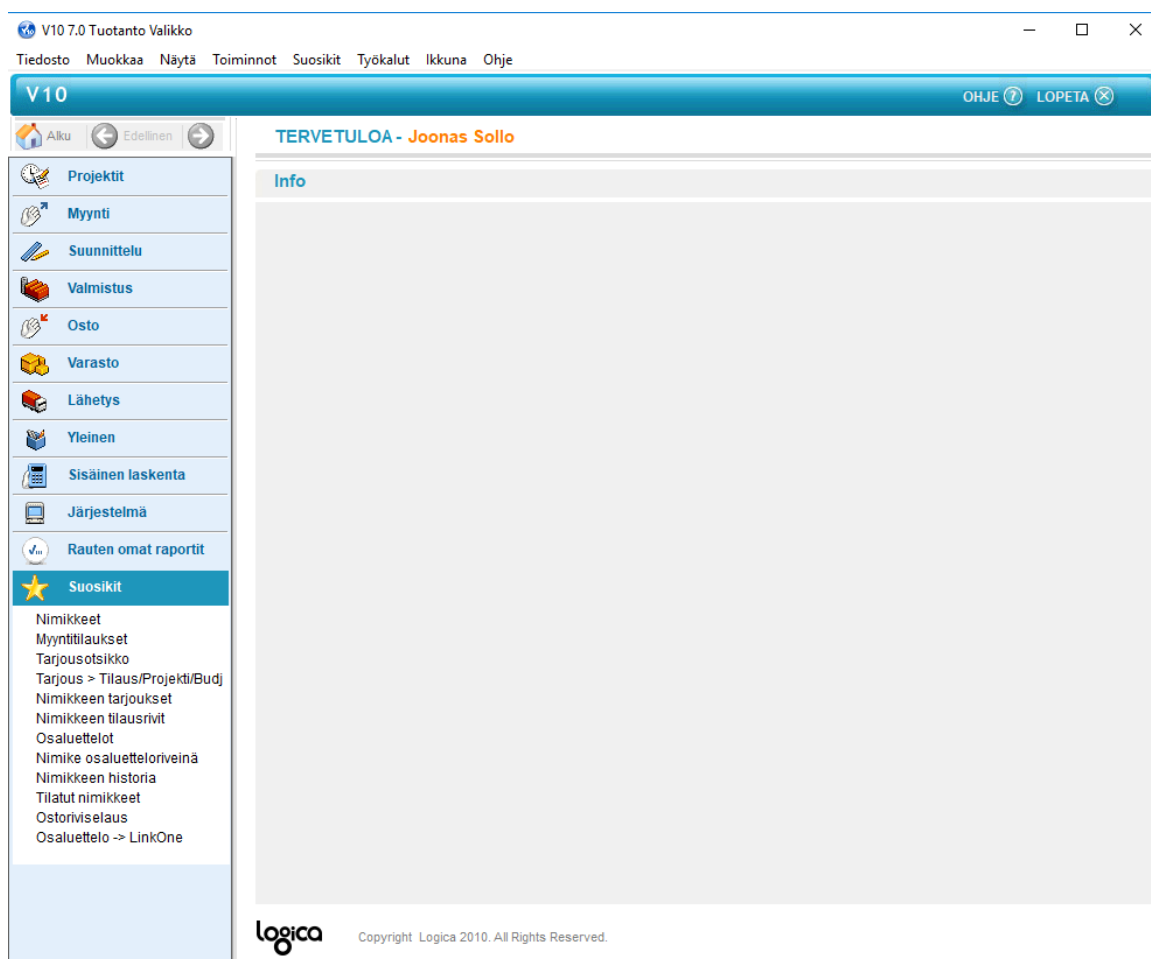 V10 7.0 Tuotanto Valikko
Tiedosto Muokkaa Näytä Toiminnot Suosikit Työkalut Ikkuna Ohje
V10
OHJE ? LOPETA
Alku Edellinen
TERVETULOA - Joonas Sollo
Info
Projektit
Myynti
Suunnittelu
Valmistus
Osto
Varasto
Lähetys
Yleinen
Sisäinen laskenta
Järjestelmä
Rauten omat raportit
Suosikit
Nimikkeet
Myyntitilaukset
Tarjousotsikko
Tarjous > Tilaus/Projekti/Budj
Nimikkeen tarjoukset
Nimikkeen tilausrivit
Osaluettelot
Nimike osaluetteloriveinä
Nimikkeen historia
Tilatut nimikkeet
Ostoriviselaus
Osaluettelo -> LinkOne
logica
Copyright Logica 2010. All Rights Reserved.